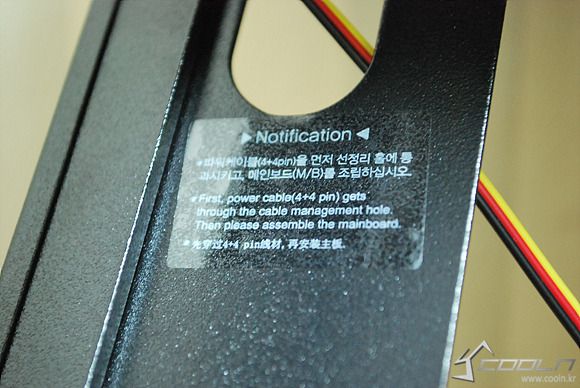 ▶Notification◀
●파워케이블(4+4pin)을 먼저 선정리 홀에 통
과시키고, 메인보드(M/B)를 조립하십시오.
●First, power cable(4+4 pin) gets
through the cable management hole.
Then please assemble the mainboard.
●先穿过4+4 pin线材, 再安装主板.
COOLN
www.cooln.kr